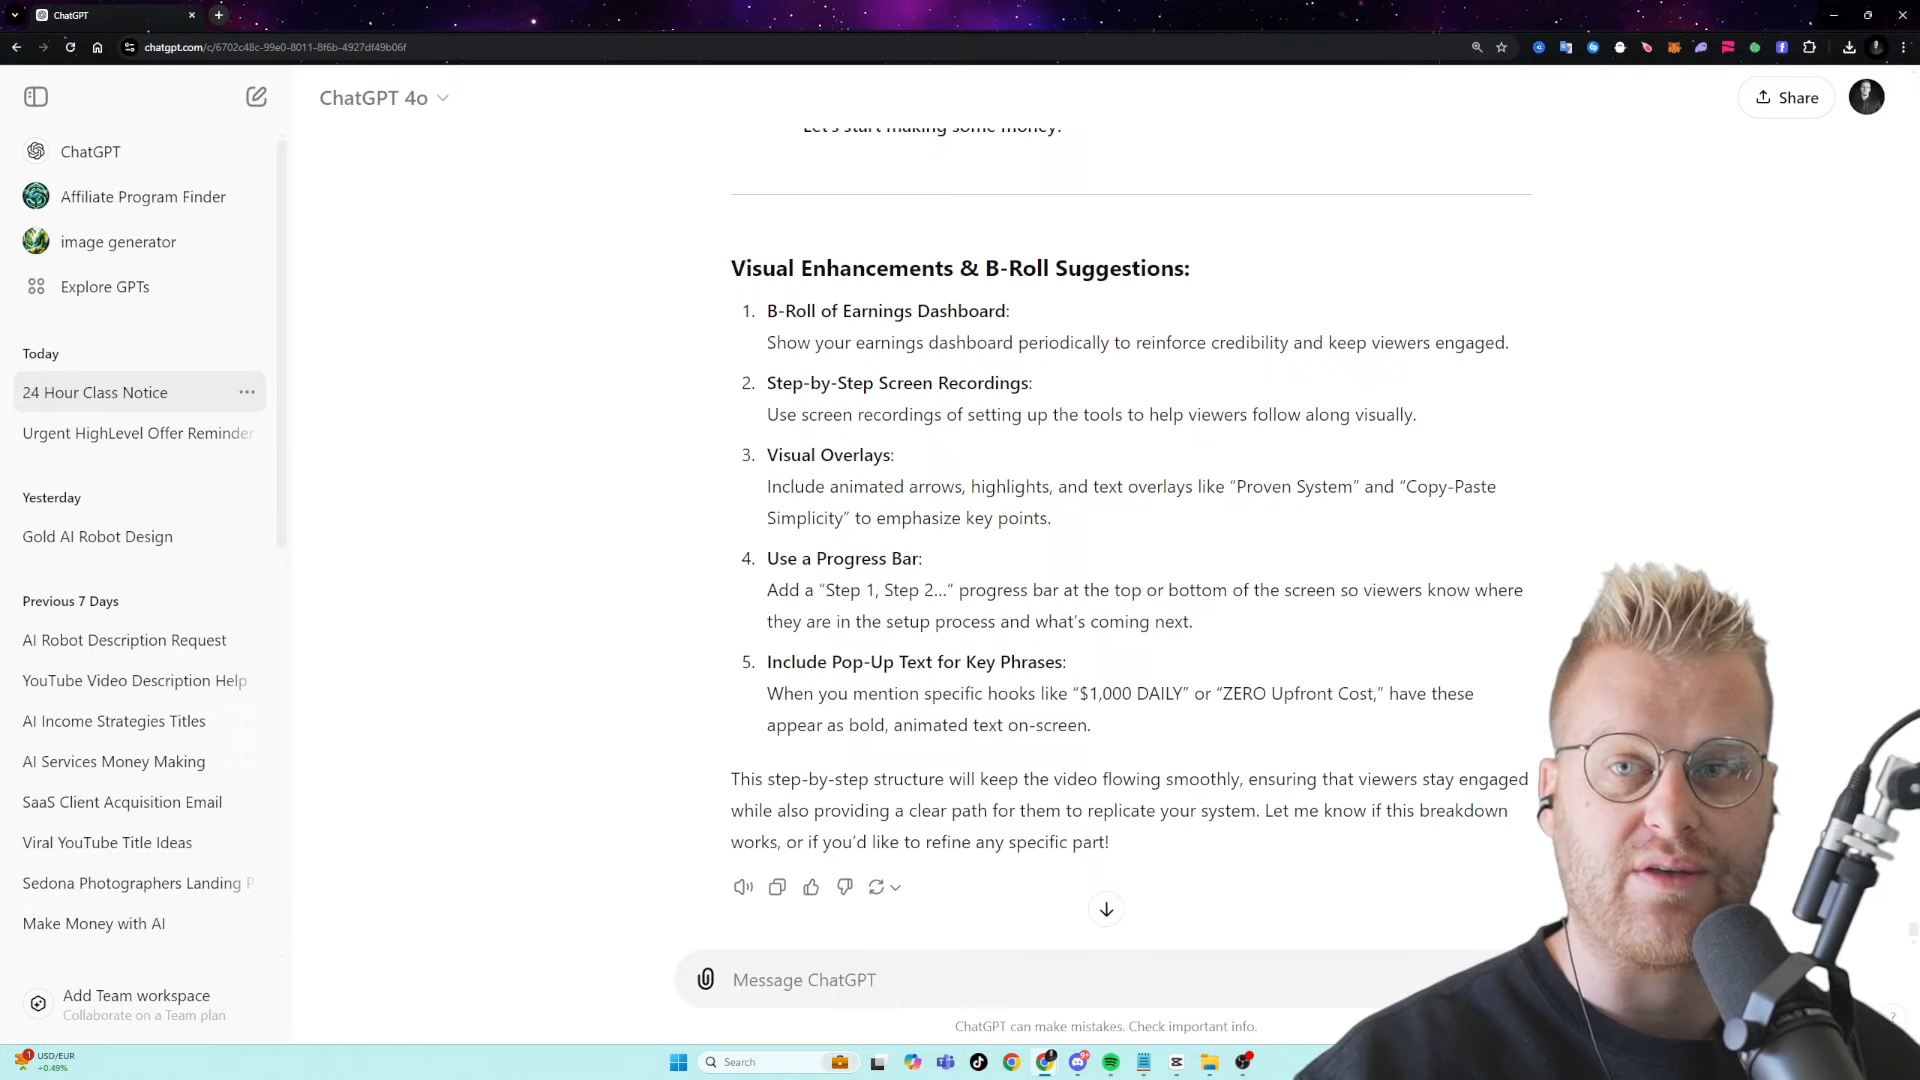 ChatGPT
chatgpt.com/c/6702c48c-99e0-8011-8f6b-4927df49b06f
ChatGPT 4o
Share
ChatGPT
Affiliate Program Finder
image generator
Explore GPTs
Today
24 Hour Class Notice
Urgent HighLevel Offer Reminder
Yesterday
Gold AI Robot Design
Previous 7 Days
AI Robot Description Request
YouTube Video Description Help
AI Income Strategies Titles
AI Services Money Making
SaaS Client Acquisition Email
Viral YouTube Title Ideas
Sedona Photographers Landing P
Make Money with AI
Add Team workspace
Collaborate on a Team plan
Let's start making some money!
Visual Enhancements & B-Roll Suggestions:
1. B-Roll of Earnings Dashboard:
Show your earnings dashboard periodically to reinforce credibility and keep viewers engaged.
2. Step-by-Step Screen Recordings:
Use screen recordings of setting up the tools to help viewers follow along visually.
3. Visual Overlays:
Include animated arrows, highlights, and text overlays like “Proven System” and “Copy-Paste
Simplicity” to emphasize key points.
4. Use a Progress Bar:
Add a “Step 1, Step 2...” progress bar at the top or bottom of the screen so viewers know where
they are in the setup process and what's coming next.
5. Include Pop-Up Text for Key Phrases:
When you mention specific hooks like “$1,000 DAILY” or “ZERO Upfront Cost,” have these
appear as bold, animated text on-screen.
This step-by-step structure will keep the video flowing smoothly, ensuring that viewers stay engaged
while also providing a clear path for them to replicate your system. Let me know if this breakdown
works, or if you'd like to refine any specific part!
Message ChatGPT
ChatGPT can make mistakes. Check important info.
?
1
USD/EUR
+0.49%
Search
9+